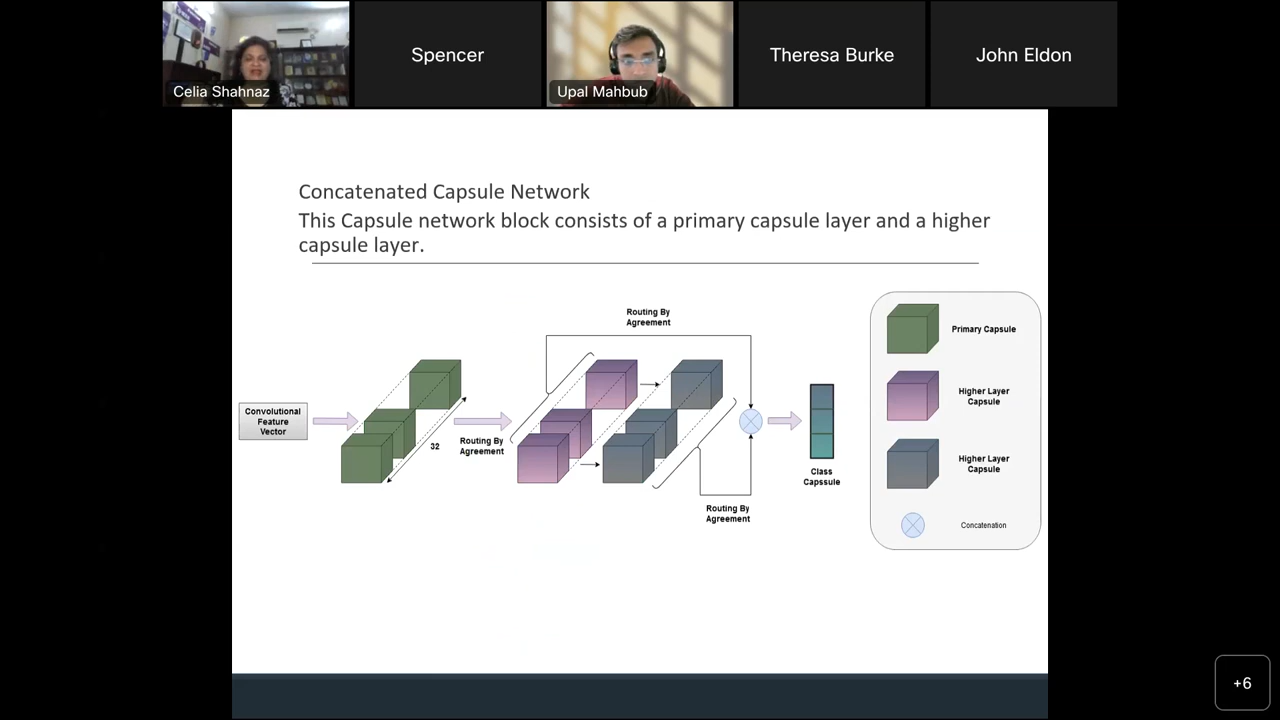 Celia Shahnaz
Spencer
Upal Mahbub
Theresa Burke
John Eldon
Concatenated Capsule Network
This Capsule network block consists of a primary capsule layer and a higher
capsule layer.
Routing By
Agreement
Convolutional
Feature
Vector
32
Routing By
Agreement
Routing By
Agreement
Class
Capssule
Primary Capsule
Higher Layer
Capsule
Higher Layer
Capsule
Concatenation
+6